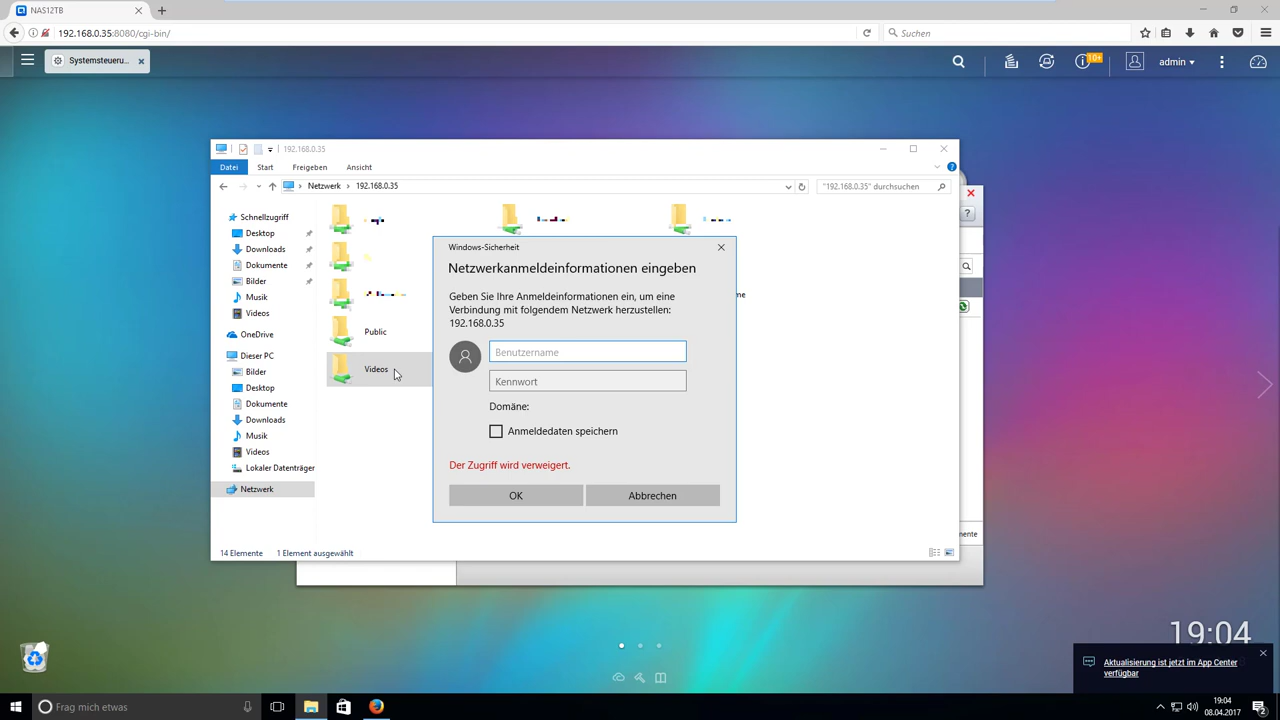 NAS12TB
192.168.0.35:8080/cgi-bin/
Suchen
Systemsteueru...
10+
admin
192.168.0.35
Datei Start Freigeben Ansicht
Netzwerk 192.168.0.35
"192.168.0.35" durchsuchen
Schnellzugriff
Desktop
Downloads
Dokumente
Bilder
Musik
Videos
OneDrive
Dieser PC
Bilder
Desktop
Dokumente
Downloads
Musik
Videos
Lokaler Datenträger
Netzwerk
Public
Videos
me
14 Elemente 1 Element ausgewählt
Windows-Sicherheit
Netzwerkanmeldeinformationen eingeben
Geben Sie Ihre Anmeldeinformationen ein, um eine
Verbindung mit folgendem Netzwerk herzustellen:
192.168.0.35
Benutzername
Kennwort
Domäne:
Anmeldedaten speichern
Der Zugriff wird verweigert.
OK Abbrechen
mente
19:04
Aktualisierung ist jetzt im App Center
verfügbar
Frag mich etwas
19:04
08.04.2017
2